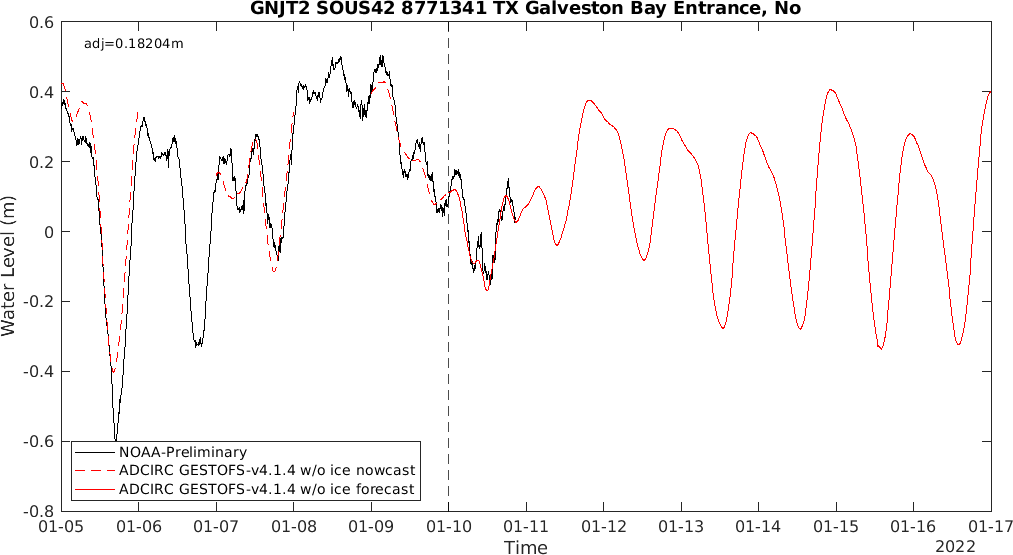 GNJT2 SOUS42 8771341 TX Galveston Bay Entrance, No
adj=0.18204m
0.6
0.4
0.2
0
-0.2
-0.4
-0.6
-0.8
Water Level (m)
NOAA-Preliminary
ADCIRC GESTOFS-v4.1.4 w/o ice nowcast
ADCIRC GESTOFS-v4.1.4 w/o ice forecast
01-05 01-06 01-07 01-08 01-09 01-10 01-11 01-12 01-13 01-14 01-15 01-16 01-17
Time
2022